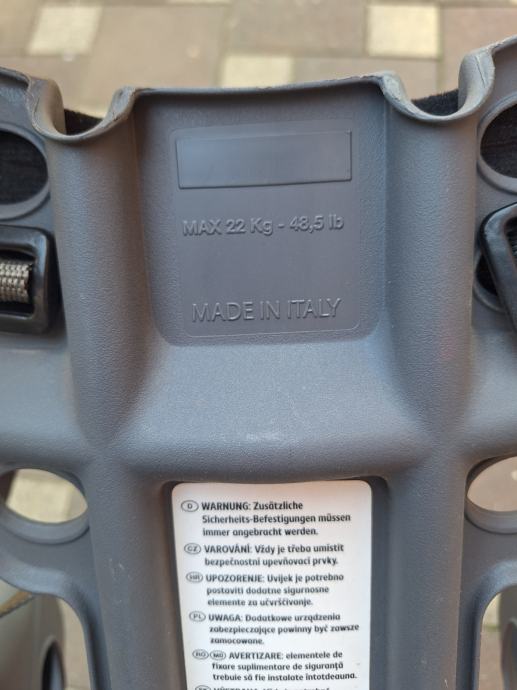 MAX 22 Kg - 48,5 lb
MADE IN ITALY
D WARNUNG: Zusätzliche
Sicherheits-Befestigungen müssen
immer angebracht werden.
CZ VAROVÁNÍ: Vždy je třeba umístit
bezpečnostní upevňovací prvky.
HR UPOZORENJE: Uvijek je potrebno
postaviti dodatne sigurnosne
elemente za učvršćivanje.
PL UWAGA: Dodatkowe urządzenia
zabezpieczające powinny być zawsze
zamocowane.
RO MD AVERTIZARE: elementele de
fixare suplimentare de siguranță
trebuie să fie instalate întotdeauna.